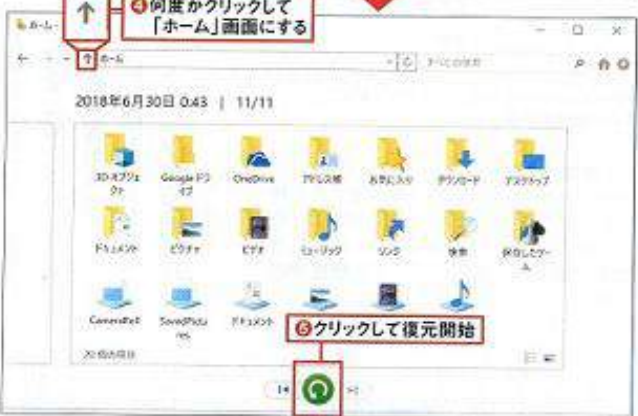 ❹何度かクリックして
「ホーム」画面にする
ホーム
ホーム
2018年6月30日 0:43 | 11/11
3D オブジェ
クト
Google ドラ
イブ
OneDrive
アドレス帳
お気に入り
ダウンロード
デスクトップ
ドキュメント
ピクチャ
ビデオ
ミュージック
リンク
検索
保存したゲー
ム
CameraRoll
SavedPictu
res
ドキュメント
❺クリックして復元開始